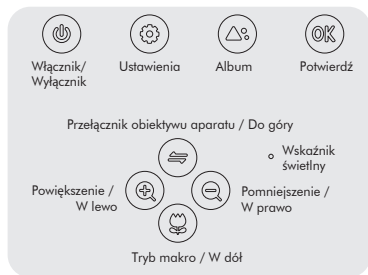 OK
Włącznik/
Wyłącznik
Ustawienia
Album
Potwierdź
Przełącznik obiektywu aparatu / Do góry
Wskaźnik
świetlny
Powiększenie /
W lewo
Pomniejszenie /
W prawo
Tryb makro / W dół